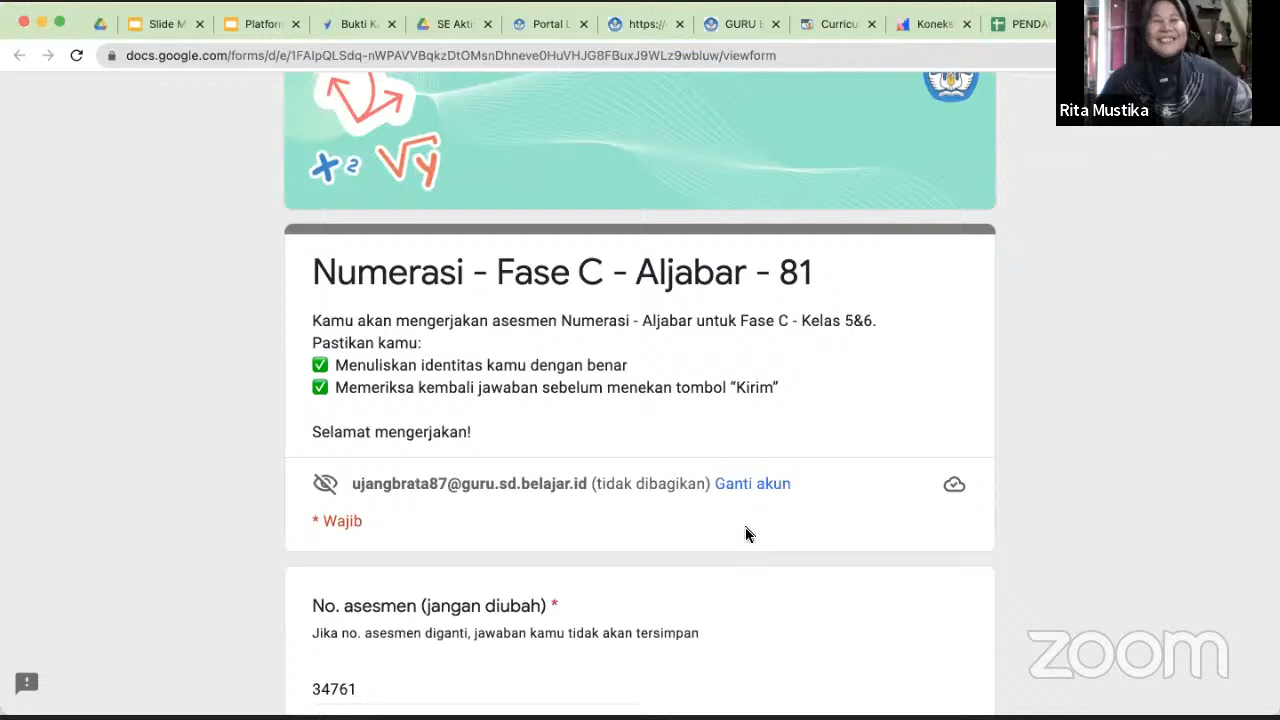 Slide M
Platfor
Bukti K
SE Akti
Portal L
https://
GURU
Curricu
Koneks
PENDA
docs.google.com/forms/d/e/1FAIpQLSdq-nWPAVVBqkzDtOMsnDhneve0HuVHJG8FBuxJ9WLz9wbluw/viewform
Rita Mustika
x² √y
Numerasi - Fase C - Aljabar - 81
Kamu akan mengerjakan asesmen Numerasi - Aljabar untuk Fase C - Kelas 5&6.
Pastikan kamu:
✅ Menuliskan identitas kamu dengan benar
✅ Memeriksa kembali jawaban sebelum menekan tombol “Kirim”
Selamat mengerjakan!
ujangbrata87@guru.sd.belajar.id (tidak dibagikan) Ganti akun
* Wajib
No. asesmen (jangan diubah) *
Jika no. asesmen diganti, jawaban kamu tidak akan tersimpan
34761
zoom